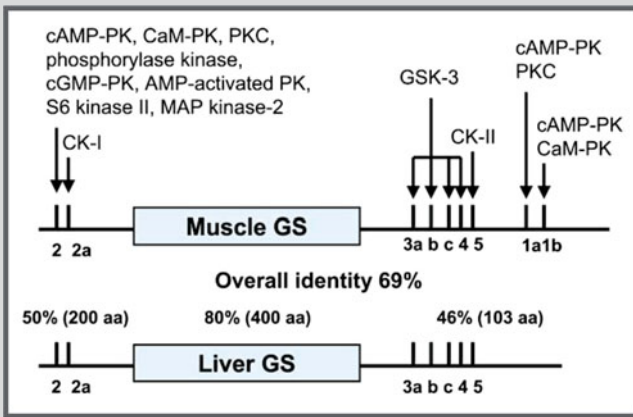 cAMP-PK, CaM-PK, PKC,
phosphorylase kinase,
cGMP-PK, AMP-activated PK,
S6 kinase II, MAP kinase-2
CK-I
GSK-3
CK-II
cAMP-PK
PKC
cAMP-PK
CaM-PK
Muscle GS
2 2a 3a b c 4 5 1a1b
Overall identity 69%
50% (200 aa) 80% (400 aa) 46% (103 aa)
Liver GS
2 2a 3a b c 4 5